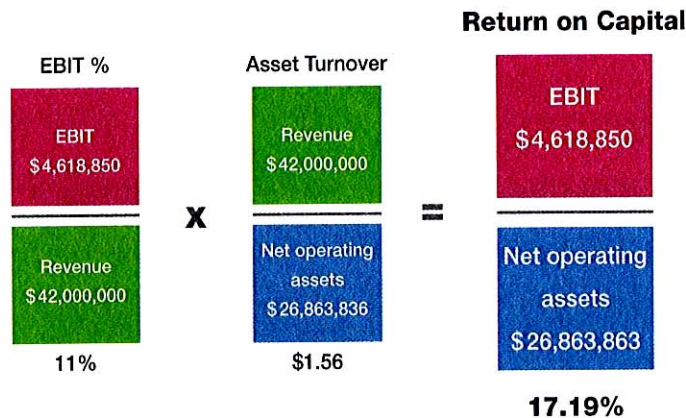 Return on Capital
EBIT %
Asset Turnover
EBIT
$4,618,850
Revenue
$42,000,000
X
Revenue
$42,000,000
Net operating
assets
$26,863,836
=
EBIT
$4,618,850
Net operating
assets
$26,863,863
11%
$1.56
17.19%